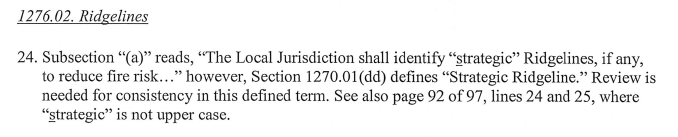 1276.02. Ridgelines
24. Subsection “(a)” reads, “The Local Jurisdiction shall identify “strategic” Ridgelines, if any,
to reduce fire risk…” however, Section 1270.01(dd) defines “Strategic Ridgeline.” Review is
needed for consistency in this defined term. See also page 92 of 97, lines 24 and 25, where
“strategic” is not upper case.